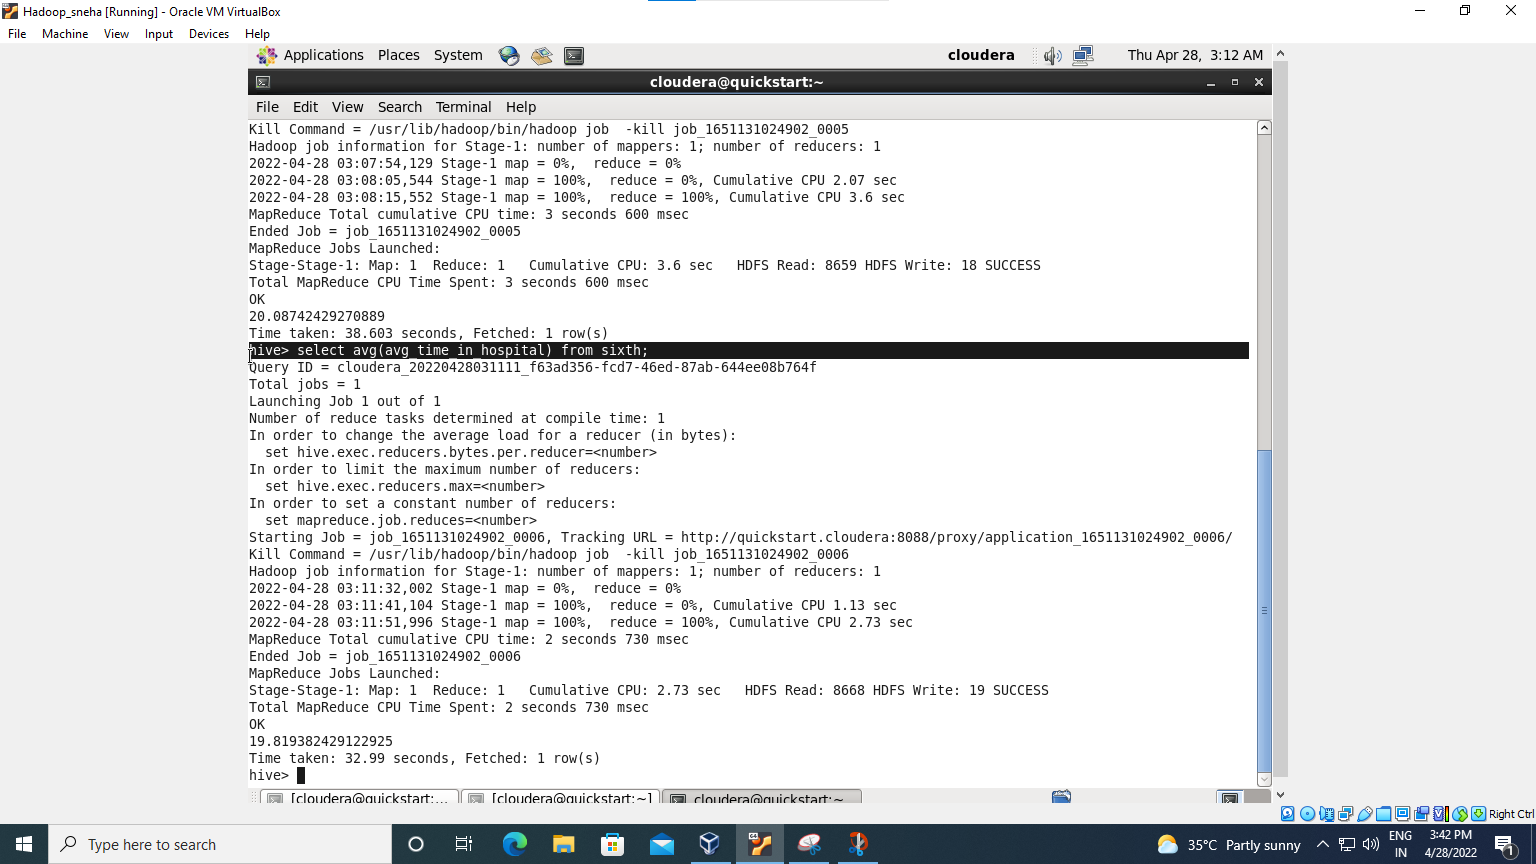 Hadoop_sneha [Running] - Oracle VM VirtualBox
File Machine View Input Devices Help
Applications Places System cloudera Thu Apr 28, 3:12 AM
cloudera@quickstart:~
File Edit View Search Terminal Help
Kill Command = /usr/lib/hadoop/bin/hadoop job  -kill job_1651131024902_0005
Hadoop job information for Stage-1: number of mappers: 1; number of reducers: 1
2022-04-28 03:07:54,129 Stage-1 map = 0%,  reduce = 0%
2022-04-28 03:08:05,544 Stage-1 map = 100%,  reduce = 0%, Cumulative CPU 2.07 sec
2022-04-28 03:08:15,552 Stage-1 map = 100%,  reduce = 100%, Cumulative CPU 3.6 sec
MapReduce Total cumulative CPU time: 3 seconds 600 msec
Ended Job = job_1651131024902_0005
MapReduce Jobs Launched:
Stage-Stage-1: Map: 1  Reduce: 1   Cumulative CPU: 3.6 sec   HDFS Read: 8659 HDFS Write: 18 SUCCESS
Total MapReduce CPU Time Spent: 3 seconds 600 msec
OK
20.08742429270889
Time taken: 38.603 seconds, Fetched: 1 row(s)
hive> select avg(avg_time_in_hospital) from sixth;
Query ID = cloudera_20220428031111_f63ad356-fcd7-46ed-87ab-644ee08b764f
Total jobs = 1
Launching Job 1 out of 1
Number of reduce tasks determined at compile time: 1
In order to change the average load for a reducer (in bytes):
  set hive.exec.reducers.bytes.per.reducer=<number>
In order to limit the maximum number of reducers:
  set hive.exec.reducers.max=<number>
In order to set a constant number of reducers:
  set mapreduce.job.reduces=<number>
Starting Job = job_1651131024902_0006, Tracking URL = http://quickstart.cloudera:8088/proxy/application_1651131024902_0006/
Kill Command = /usr/lib/hadoop/bin/hadoop job  -kill job_1651131024902_0006
Hadoop job information for Stage-1: number of mappers: 1; number of reducers: 1
2022-04-28 03:11:32,002 Stage-1 map = 0%,  reduce = 0%
2022-04-28 03:11:41,104 Stage-1 map = 100%,  reduce = 0%, Cumulative CPU 1.13 sec
2022-04-28 03:11:51,996 Stage-1 map = 100%,  reduce = 100%, Cumulative CPU 2.73 sec
MapReduce Total cumulative CPU time: 2 seconds 730 msec
Ended Job = job_1651131024902_0006
MapReduce Jobs Launched:
Stage-Stage-1: Map: 1  Reduce: 1   Cumulative CPU: 2.73 sec   HDFS Read: 8668 HDFS Write: 19 SUCCESS
Total MapReduce CPU Time Spent: 2 seconds 730 msec
OK
19.819382429122925
Time taken: 32.99 seconds, Fetched: 1 row(s)
hive>
[cloudera@quickstart:... [cloudera@quickstart:~] cloudera@quickstart:~
Right Ctrl
Type here to search 35°C Partly sunny ENG IN 3:42 PM 4/28/2022 1